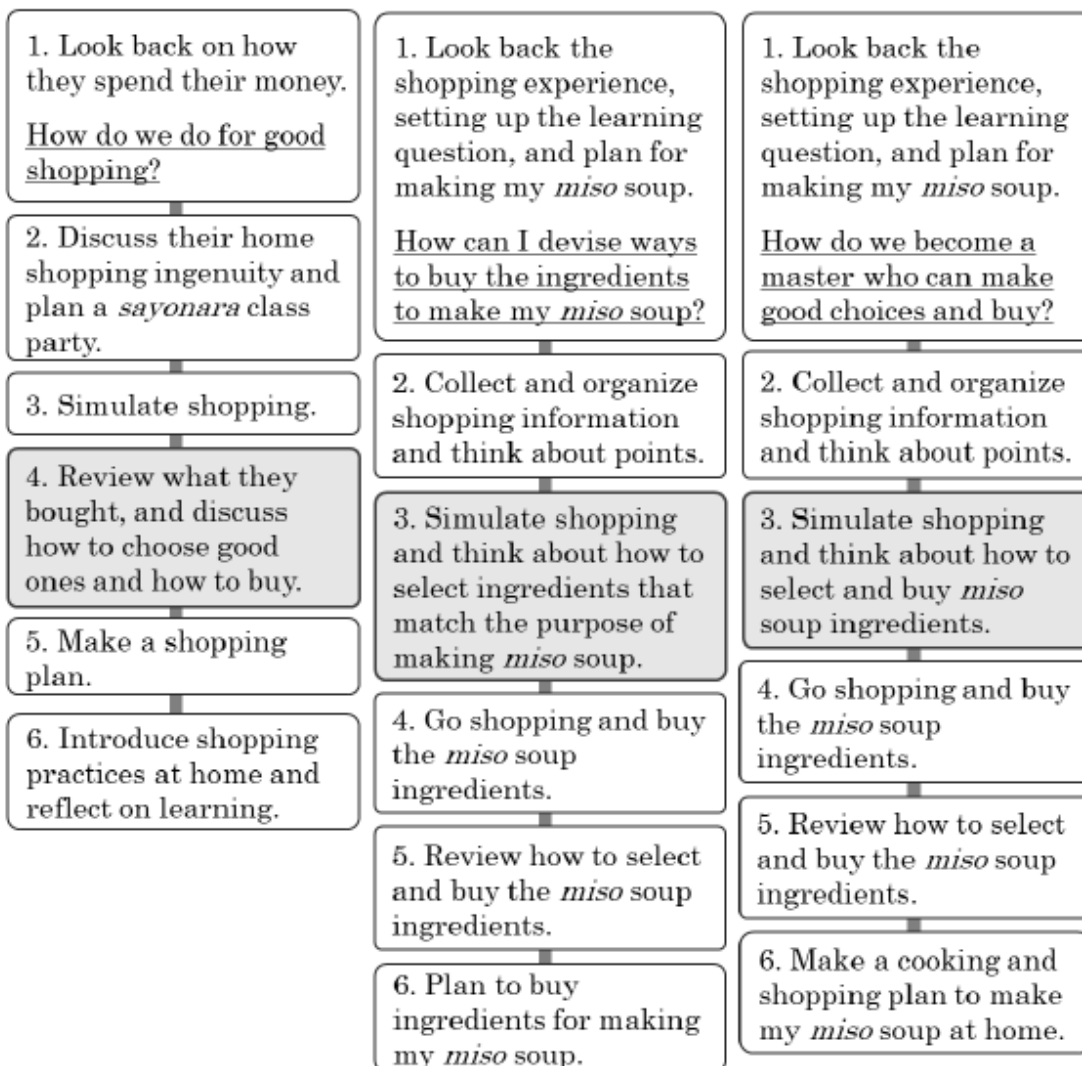 1. Look back on how
they spend their money.
How do we do for good
shopping?
2. Discuss their home
shopping ingenuity and
plan a sayonara class
party.
3. Simulate shopping.
4. Review what they
bought, and discuss
how to choose good
ones and how to buy.
5. Make a shopping
plan.
6. Introduce shopping
practices at home and
reflect on learning.
1. Look back the
shopping experience,
setting up the learning
question, and plan for
making my miso soup.
How can I devise ways
to buy the ingredients
to make my miso soup?
2. Collect and organize
shopping information
and think about points.
3. Simulate shopping
and think about how to
select ingredients that
match the purpose of
making miso soup.
4. Go shopping and buy
the miso soup
ingredients.
5. Review how to select
and buy the miso soup
ingredients.
6. Plan to buy
ingredients for making
my miso soup.
1. Look back the
shopping experience,
setting up the learning
question, and plan for
making my miso soup.
How do we become a
master who can make
good choices and buy?
2. Collect and organize
shopping information
and think about points.
3. Simulate shopping
and think about how to
select and buy miso
soup ingredients.
4. Go shopping and buy
the miso soup
ingredients.
5. Review how to select
and buy the miso soup
ingredients.
6. Make a cooking and
shopping plan to make
my miso soup at home.